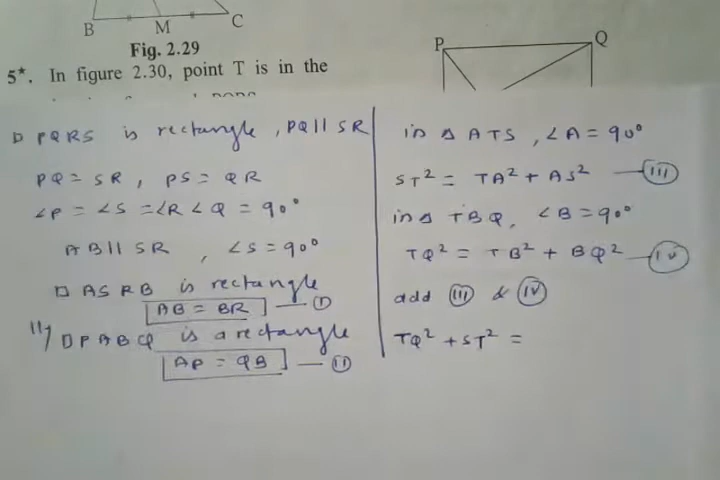 B M C
Fig. 2.29
5*. In figure 2.30, point T is in the
P Q
□ PQRS is rectangle, PQ || SR
PQ = SR, PS = QR
∠P = ∠S = ∠R ∠Q = 90°
AB || SR, ∠S = 90°
□ ASRB is rectangle
AB = BR — I
11/ □ PABQ is a rectangle
AP = QB — II
in Δ ATS, ∠A = 90°
ST² = TA² + AS² — III
in Δ TBQ, ∠B = 90°
TQ² = TB² + BQ² — IV
add III & IV
TQ² + ST² =